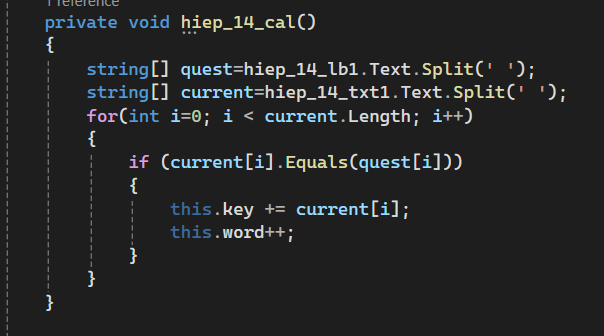 1 reference
private void hiep_14_cal()
{
string[] quest=hiep_14_lb1.Text.Split(' ');
string[] current=hiep_14_txt1.Text.Split(' ');
for(int i=0; i < current.Length; i++)
{
if (current[i].Equals(quest[i]))
{
this.key += current[i];
this.word++;
}
}
}